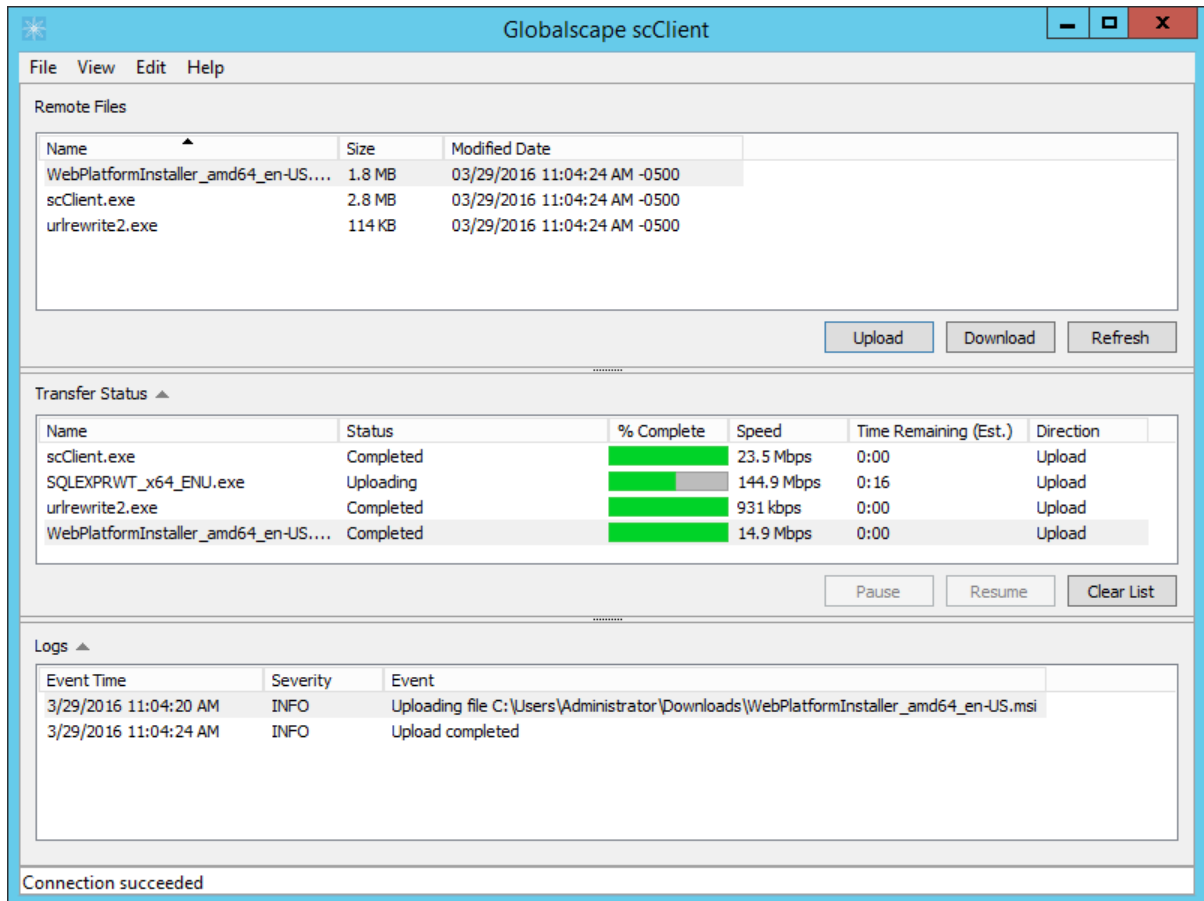 Globalscape scClient
File View Edit Help
Remote Files
Name Size Modified Date
WebPlatformInstaller_amd64_en-US.... 1.8 MB 03/29/2016 11:04:24 AM -0500
scClient.exe 2.8 MB 03/29/2016 11:04:24 AM -0500
urlrewrite2.exe 114 KB 03/29/2016 11:04:24 AM -0500
Upload Download Refresh
Transfer Status
Name Status % Complete Speed Time Remaining (Est.) Direction
scClient.exe Completed 23.5 Mbps 0:00 Upload
SQLEXPRWT_x64_ENU.exe Uploading 144.9 Mbps 0:16 Upload
urlrewrite2.exe Completed 931 kbps 0:00 Upload
WebPlatformInstaller_amd64_en-US.... Completed 14.9 Mbps 0:00 Upload
Pause Resume Clear List
Logs
Event Time Severity Event
3/29/2016 11:04:20 AM INFO Uploading file C:\Users\Administrator\Downloads\WebPlatformInstaller_amd64_en-US.msi
3/29/2016 11:04:24 AM INFO Upload completed
Connection succeeded